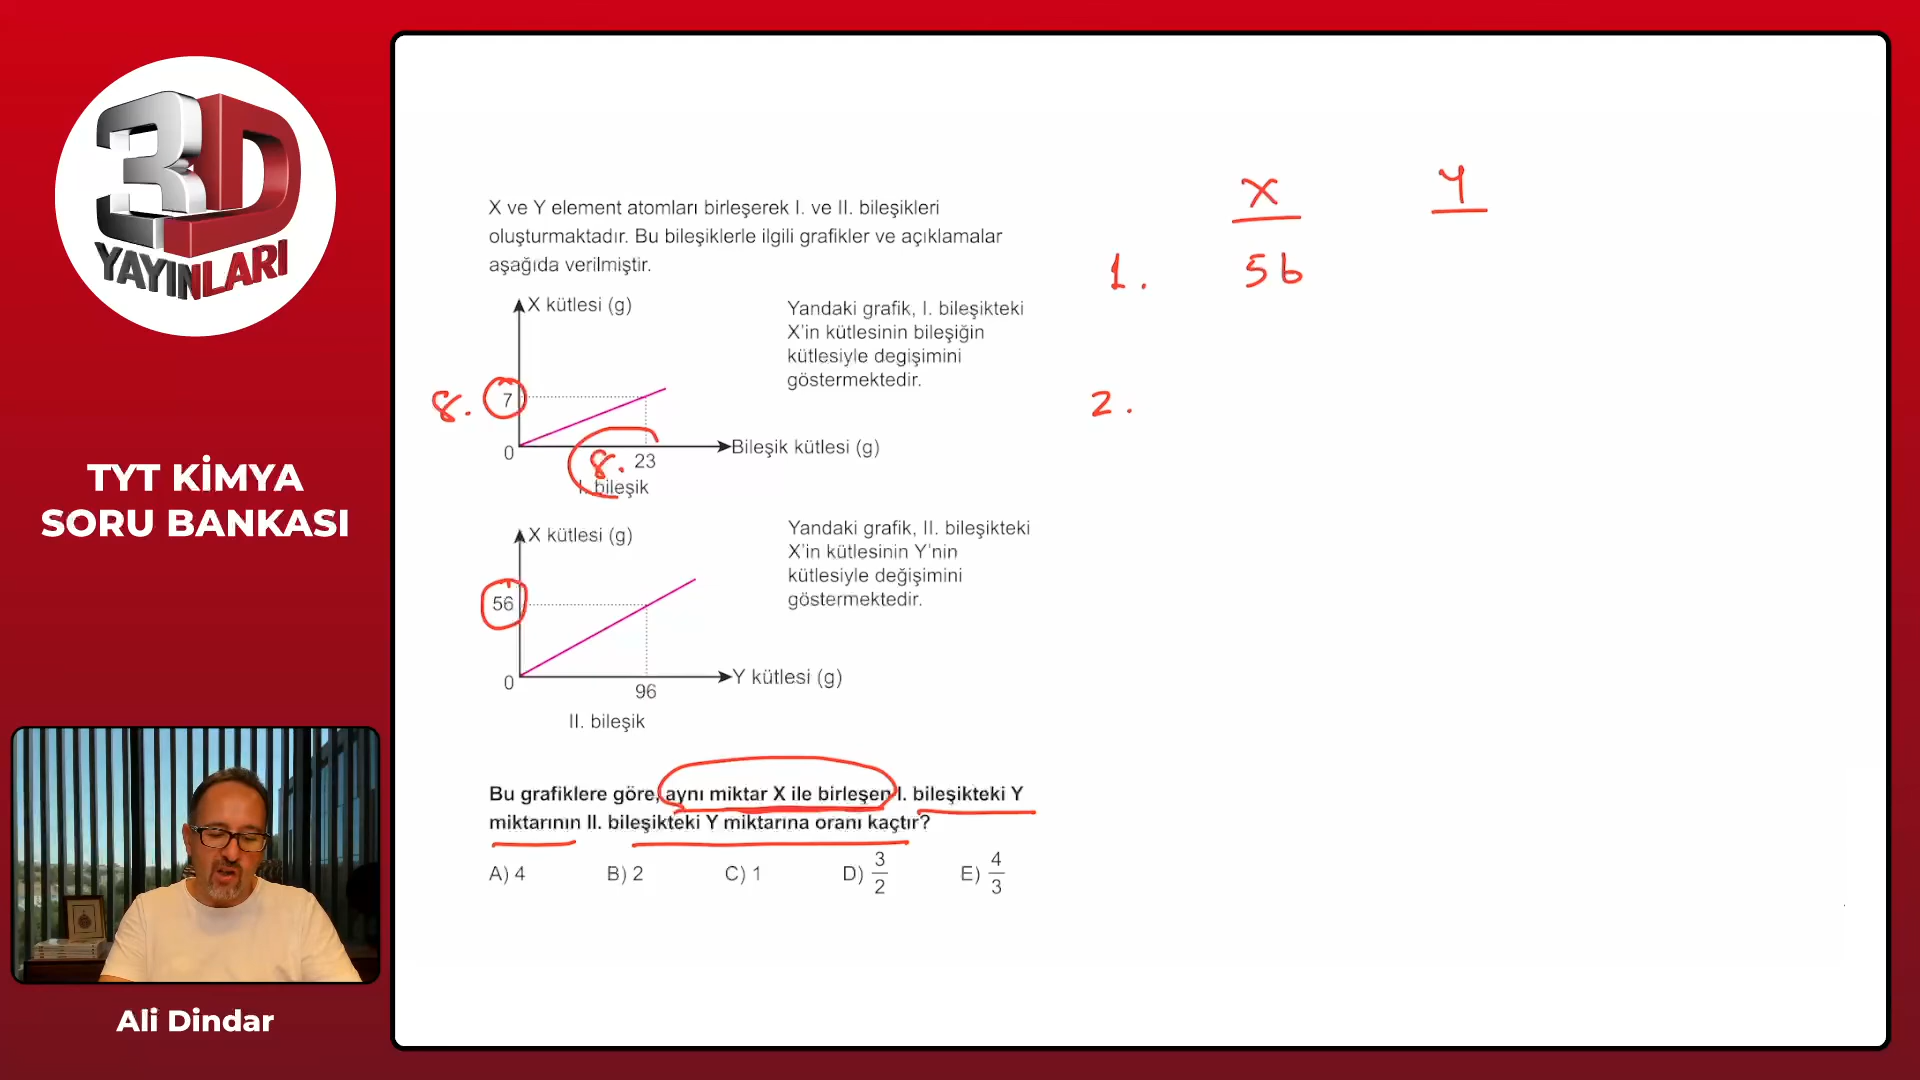 3D
YAYINLARI
TYT KİMYA
SORU BANKASI
Ali Dindar
X ve Y element atomları birleşerek I. ve II. bileşikleri
oluşturmaktadır. Bu bileşiklerle ilgili grafikler ve açıklamalar
aşağıda verilmiştir.
X kütlesi (g)
8. 7
0
8. 23
Bileşik kütlesi (g)
I. bileşik
Yandaki grafik, I. bileşikteki
X'in kütlesinin bileşiğin
kütlesiyle degişimini
göstermektedir.
X kütlesi (g)
56
0
96
Y kütlesi (g)
II. bileşik
Yandaki grafik, II. bileşikteki
X'in kütlesinin Y'nin
kütlesiyle değişimini
göstermektedir.
Bu grafiklere göre, aynı miktar X ile birleşen I. bileşikteki Y
miktarının II. bileşikteki Y miktarına oranı kaçtır?
A) 4 B) 2 C) 1 D) 3/2 E) 4/3
X Y
1. 56
2.